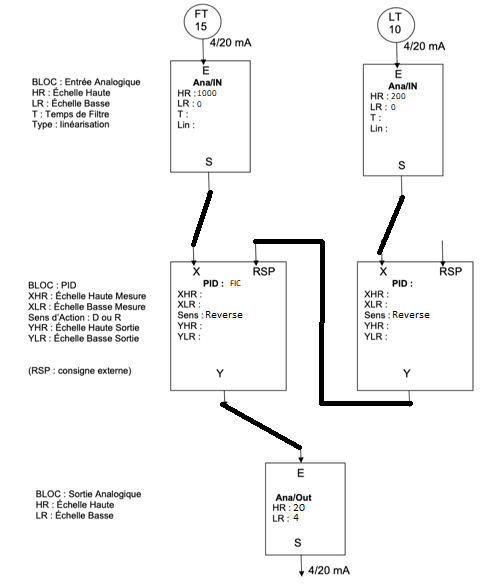 FT
15
LT
10
4/20 mA
4/20 mA
BLOC : Entrée Analogique
HR : Échelle Haute
LR : Échelle Basse
T : Temps de Filtre
Type : linéarisation
E
Ana/IN
HR : 1000
LR : 0
T :
Lin :
S
E
Ana/IN
HR : 200
LR : 0
T :
Lin :
S
BLOC : PID
XHR : Échelle Haute Mesure
XLR : Échelle Basse Mesure
Sens d'Action : D ou R
YHR : Échelle Haute Sortie
YLR : Échelle Basse Sortie
(RSP : consigne externe)
X RSP
PID : FIC
XHR :
XLR :
Sens : Reverse
YHR :
YLR :
Y
X RSP
PID :
XHR :
XLR :
Sens : Reverse
YHR :
YLR :
Y
BLOC : Sortie Analogique
HR : Échelle Haute
LR : Échelle Basse
E
Ana/Out
HR : 20
LR : 4
S
4/20 mA